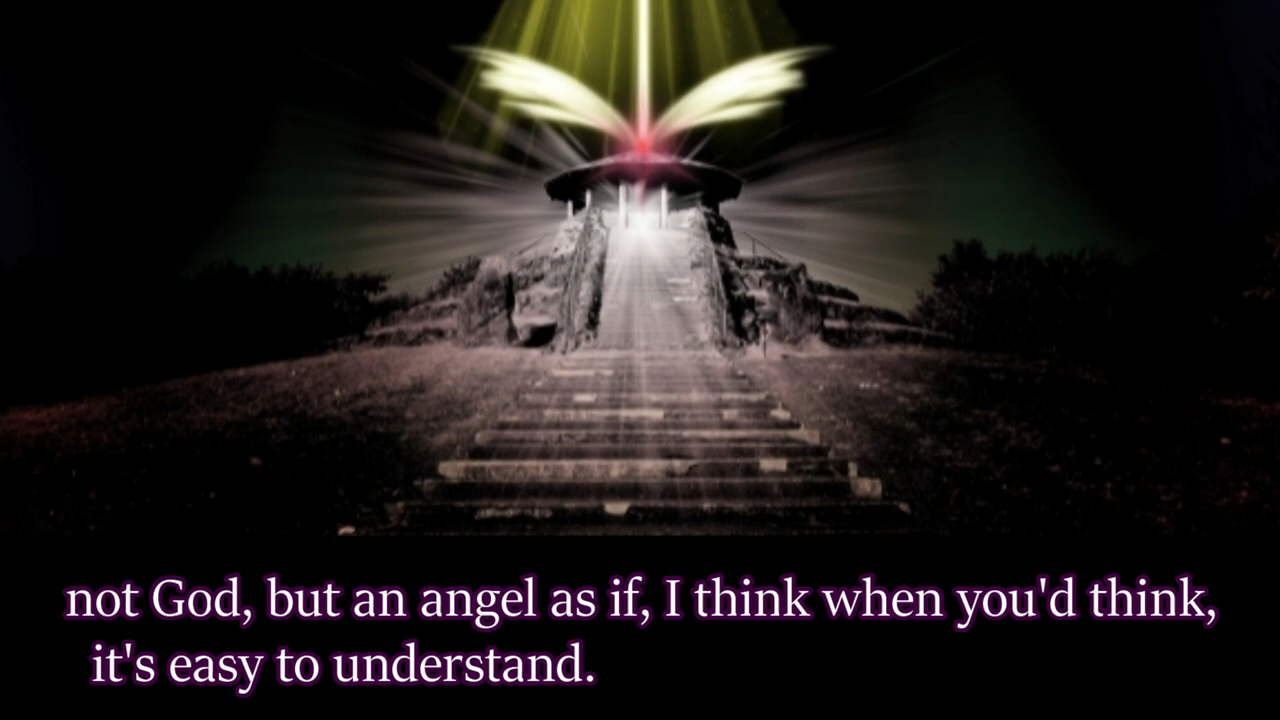 not God, but an angel as if, I think when you'd think,
it's easy to understand.